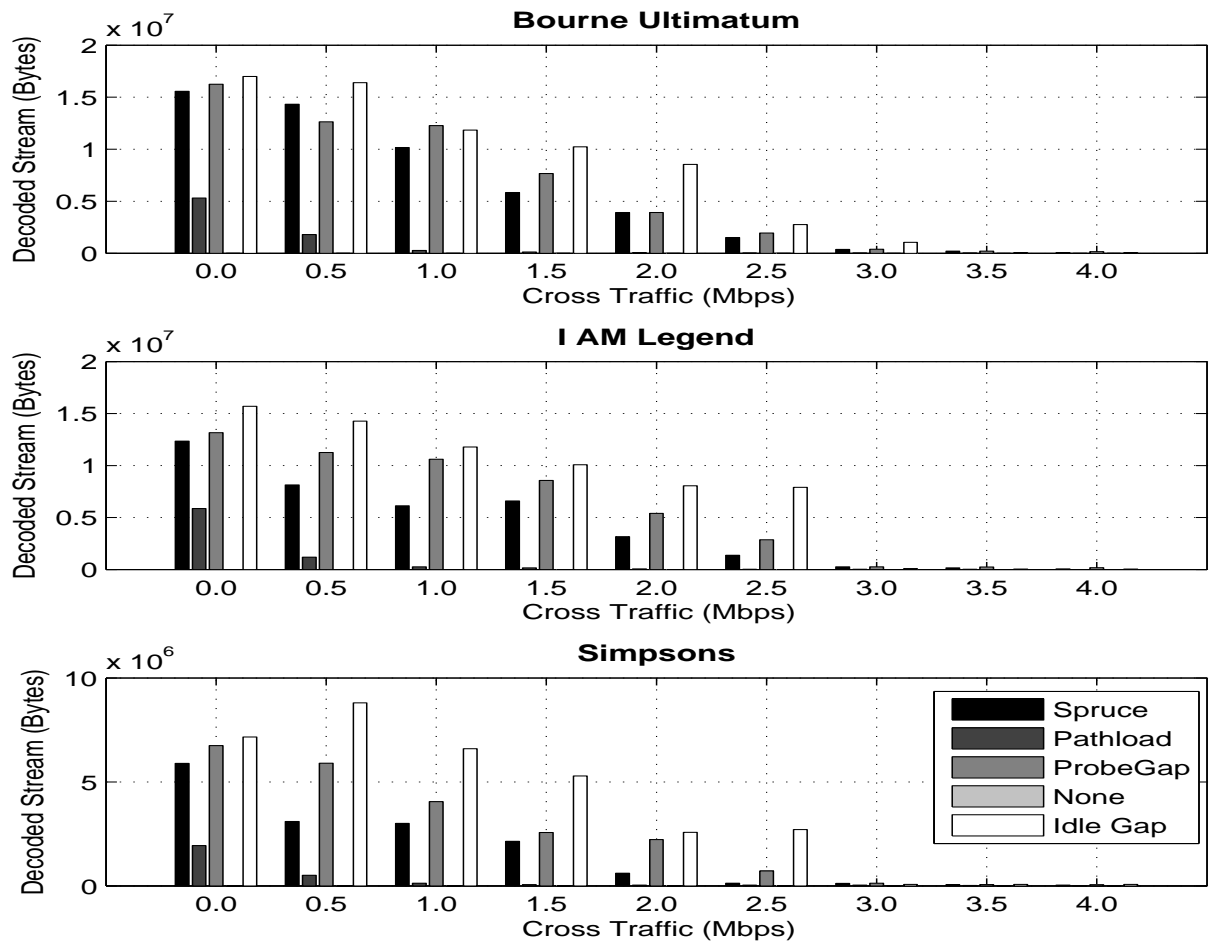 Bourne Ultimatum
x 10^7
Decoded Stream (Bytes)
2
1.5
1
0.5
0
0.0 0.5 1.0 1.5 2.0 2.5 3.0 3.5 4.0
Cross Traffic (Mbps)
I AM Legend
x 10^7
Decoded Stream (Bytes)
2
1.5
1
0.5
0
0.0 0.5 1.0 1.5 2.0 2.5 3.0 3.5 4.0
Cross Traffic (Mbps)
Simpsons
x 10^6
Decoded Stream (Bytes)
10
5
0
0.0 0.5 1.0 1.5 2.0 2.5 3.0 3.5 4.0
Cross Traffic (Mbps)
Spruce
Pathload
ProbeGap
None
Idle Gap